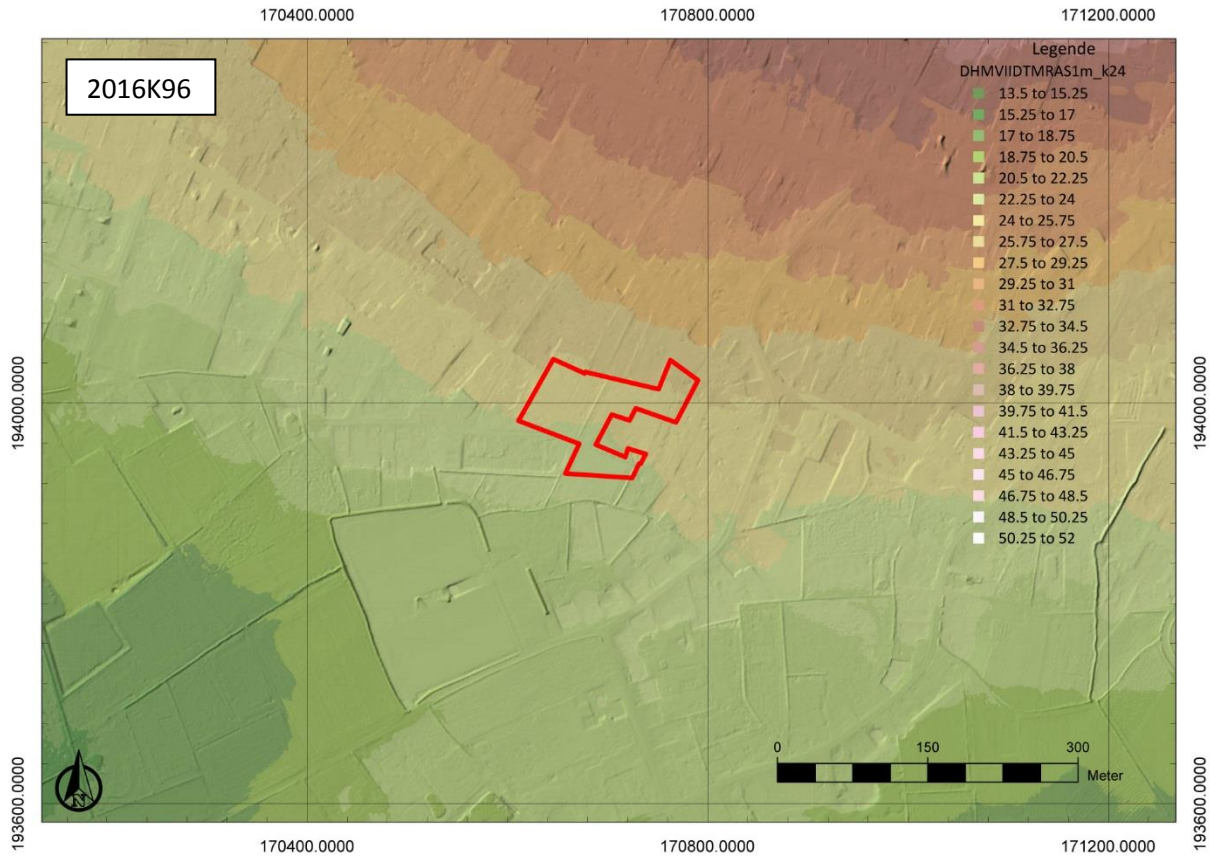 170400.0000 170800.0000 171200.0000
2016K96
Legende
DHMVIIDTMRAS1m_k24
13.5 to 15.25
15.25 to 17
17 to 18.75
18.75 to 20.5
20.5 to 22.25
22.25 to 24
24 to 25.75
25.75 to 27.5
27.5 to 29.25
29.25 to 31
31 to 32.75
32.75 to 34.5
34.5 to 36.25
36.25 to 38
38 to 39.75
39.75 to 41.5
41.5 to 43.25
43.25 to 45
45 to 46.75
46.75 to 48.5
48.5 to 50.25
50.25 to 52
194000.0000 194000.0000
0 150 300
Meter
N
193600.0000 193600.0000
170400.0000 170800.0000 171200.0000